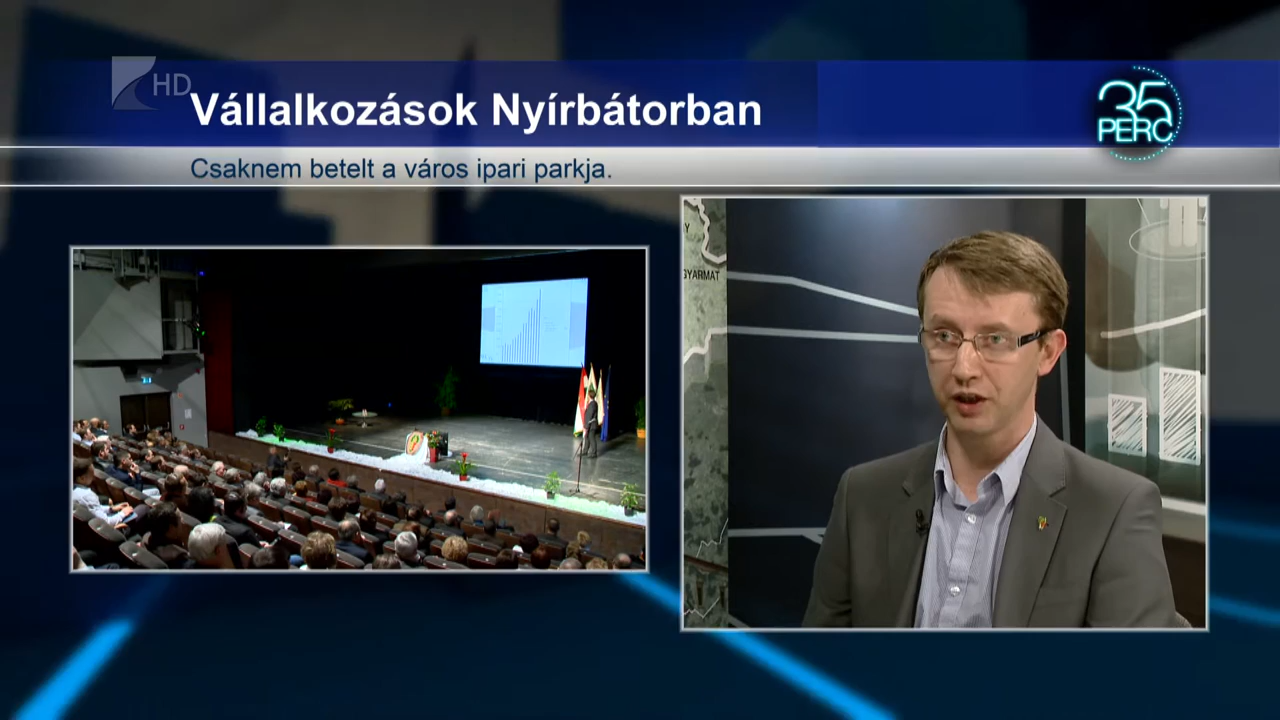 HD
Vállalkozások Nyírbátorban
35
PERC
Csaknem betelt a város ipari parkja.
GYARMAT